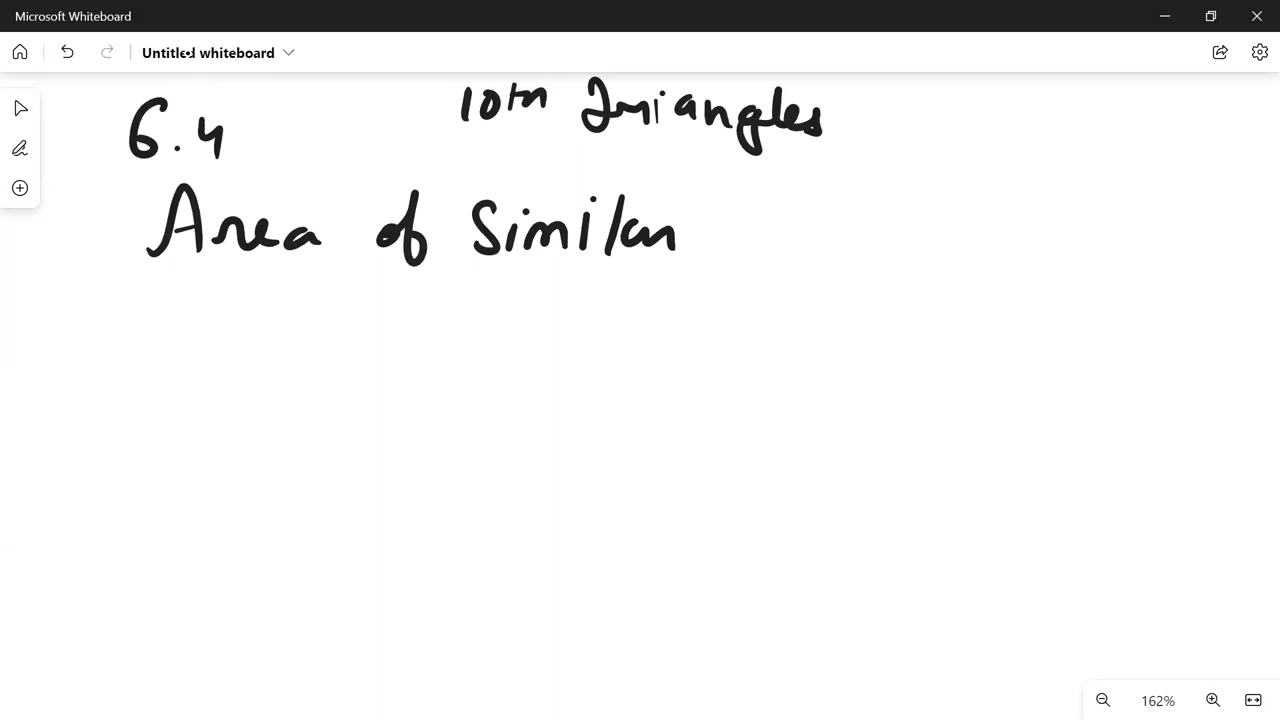 Microsoft Whiteboard
Untitled whiteboard
10th Triangles
6.4
Area of Similar
162%